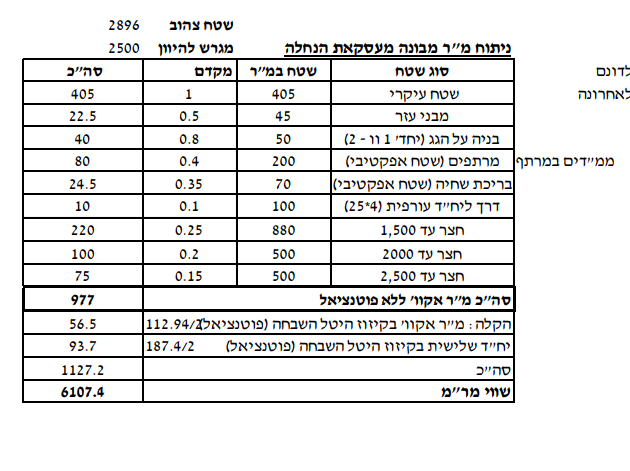 שטח צהוב 2896
ניתוח מ"ר מבונה מעסקאת הנחלה מגרש להיוון 2500
לדונם סוג שטח שטח במ"ר מקדם סה"כ
לאחרונה שטח עיקרי 405 1 405
מבני עזר 45 0.5 22.5
בניה על הגג (יחד' 1 וו - 2) 50 0.8 40
ממ"דים במרתף מרתפים (שטח אפקטיבי) 200 0.4 80
בריכת שחיה (שטח אפקטיבי) 70 0.35 24.5
דרך ליח"ד עורפית (4*25) 100 0.1 10
חצר עד 1,500 880 0.25 220
חצר עד 2000 500 0.2 100
חצר עד 2,500 500 0.15 75
סה"כ מ"ר אקוו' ללא פוטנציאל 977
הקלה: מ"ר אקוו' בקיזוז היטל השבחה (פוטנציאל) 112.94/2 56.5
יח"ד שלישית בקיזוז היטל השבחה (פוטנציאל) 187.4/2 93.7
סה"כ 1127.2
שווי מר"מ 6107.4